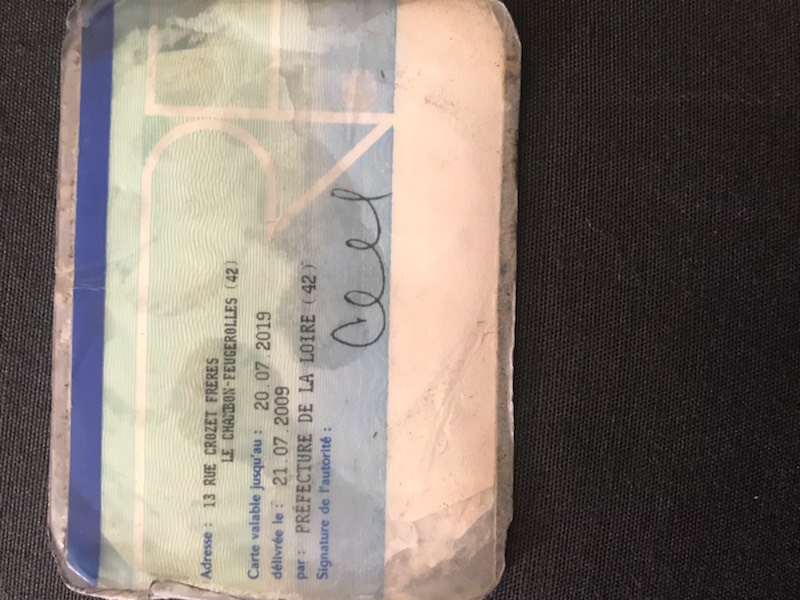 Adresse : 13 RUE CROZET FRERES
LE CHAMBON-FEUGEROLLES (42)
Carte valable jusqu'au : 20.07.2019
délivrée le : 21.07.2009
par : PRÉFECTURE DE LA LOIRE (42)
Signature de l'autorité :